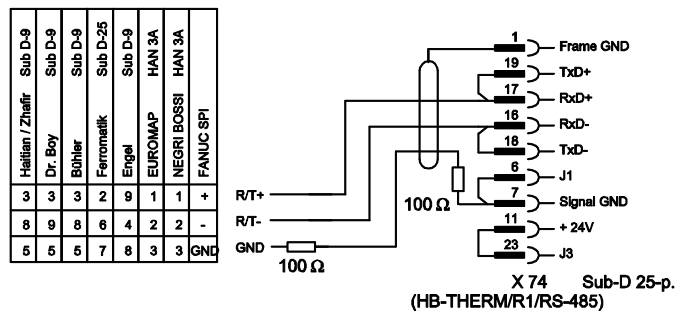 Haitian / Zhafir Sub D-9
Dr. Boy Sub D-9
Bühler Sub D-9
Ferromatik Sub D-25
Engel Sub D-9
EUROMAP HAN 3A
NEGRI BOSSI HAN 3A
FANUC SPI
3 3 3 2 9 1 1 +
8 9 8 6 4 2 2 -
5 5 5 7 8 3 3 GND
R/T+
R/T-
GND
100 Ω
100 Ω
1 Frame GND
19 TxD+
17 RxD+
16 RxD-
18 TxD-
6 J1
7 Signal GND
11 + 24V
23 J3
X 74 Sub-D 25-p.
(HB-THERM/R1/RS-485)